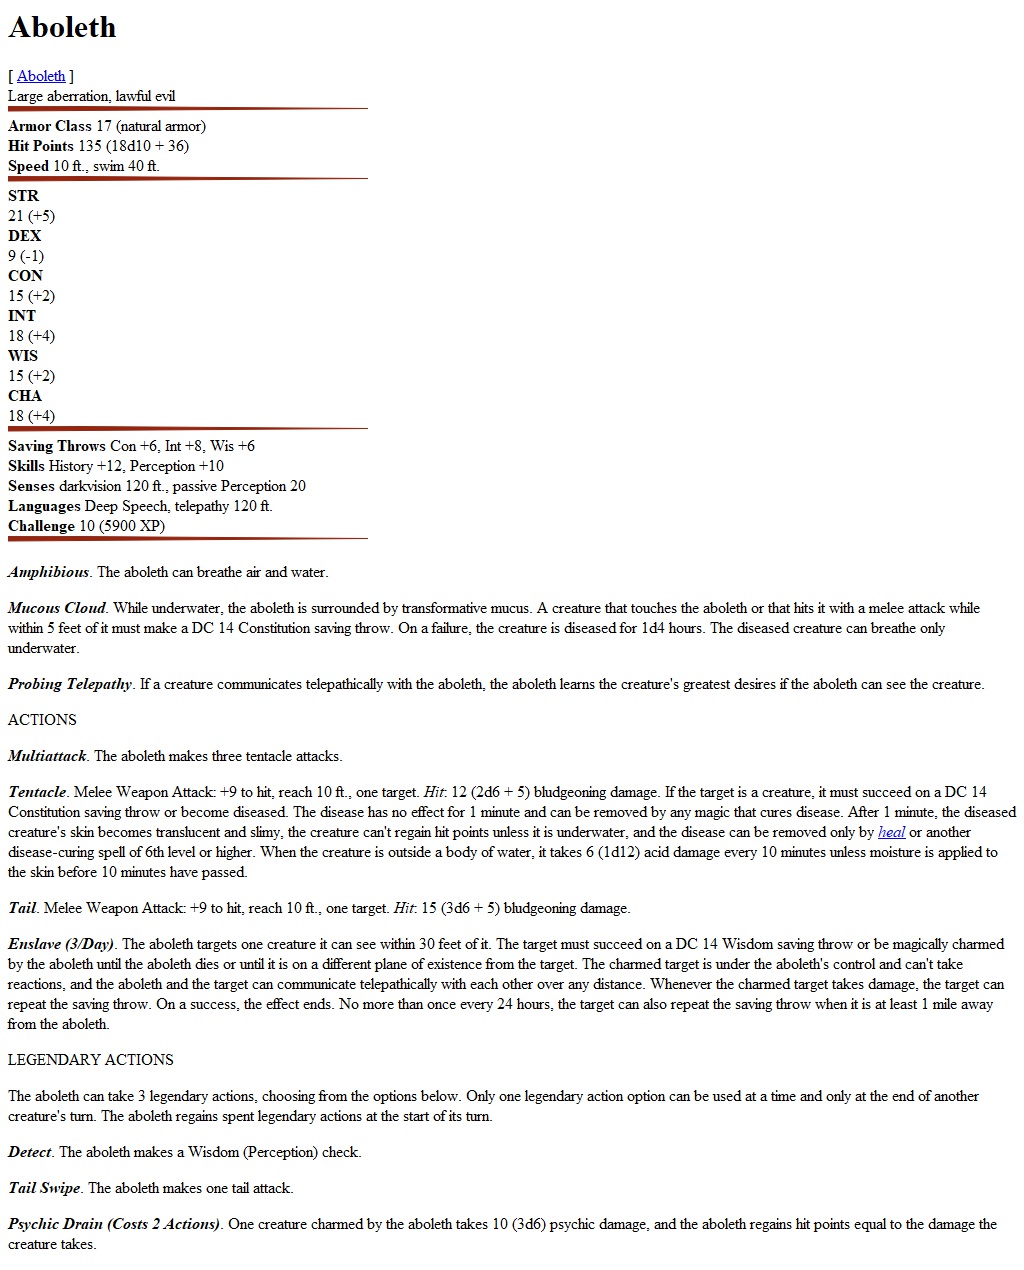 Aboleth
[ Aboleth ]
Large aberration, lawful evil
Armor Class 17 (natural armor)
Hit Points 135 (18d10 + 36)
Speed 10 ft., swim 40 ft.
STR
21 (+5)
DEX
9 (-1)
CON
15 (+2)
INT
18 (+4)
WIS
15 (+2)
CHA
18 (+4)
Saving Throws Con +6, Int +8, Wis +6
Skills History +12, Perception +10
Senses darkvision 120 ft., passive Perception 20
Languages Deep Speech, telepathy 120 ft.
Challenge 10 (5900 XP)
Amphibious. The aboleth can breathe air and water.
Mucous Cloud. While underwater, the aboleth is surrounded by transformative mucus. A creature that touches the aboleth or that hits it with a melee attack while
within 5 feet of it must make a DC 14 Constitution saving throw. On a failure, the creature is diseased for 1d4 hours. The diseased creature can breathe only
underwater.
Probing Telepathy. If a creature communicates telepathically with the aboleth, the aboleth learns the creature's greatest desires if the aboleth can see the creature.
ACTIONS
Multiattack. The aboleth makes three tentacle attacks.
Tentacle. Melee Weapon Attack: +9 to hit, reach 10 ft., one target. Hit: 12 (2d6 + 5) bludgeoning damage. If the target is a creature, it must succeed on a DC 14
Constitution saving throw or become diseased. The disease has no effect for 1 minute and can be removed by any magic that cures disease. After 1 minute, the diseased
creature's skin becomes translucent and slimy, the creature can't regain hit points unless it is underwater, and the disease can be removed only by heal or another
disease-curing spell of 6th level or higher. When the creature is outside a body of water, it takes 6 (1d12) acid damage every 10 minutes unless moisture is applied to
the skin before 10 minutes have passed.
Tail. Melee Weapon Attack: +9 to hit, reach 10 ft., one target. Hit: 15 (3d6 + 5) bludgeoning damage.
Enslave (3/Day). The aboleth targets one creature it can see within 30 feet of it. The target must succeed on a DC 14 Wisdom saving throw or be magically charmed
by the aboleth until the aboleth dies or until it is on a different plane of existence from the target. The charmed target is under the aboleth's control and can't take
reactions, and the aboleth and the target can communicate telepathically with each other over any distance. Whenever the charmed target takes damage, the target can
repeat the saving throw. On a success, the effect ends. No more than once every 24 hours, the target can also repeat the saving throw when it is at least 1 mile away
from the aboleth.
LEGENDARY ACTIONS
The aboleth can take 3 legendary actions, choosing from the options below. Only one legendary action option can be used at a time and only at the end of another
creature's turn. The aboleth regains spent legendary actions at the start of its turn.
Detect. The aboleth makes a Wisdom (Perception) check.
Tail Swipe. The aboleth makes one tail attack.
Psychic Drain (Costs 2 Actions). One creature charmed by the aboleth takes 10 (3d6) psychic damage, and the aboleth regains hit points equal to the damage the
creature takes.